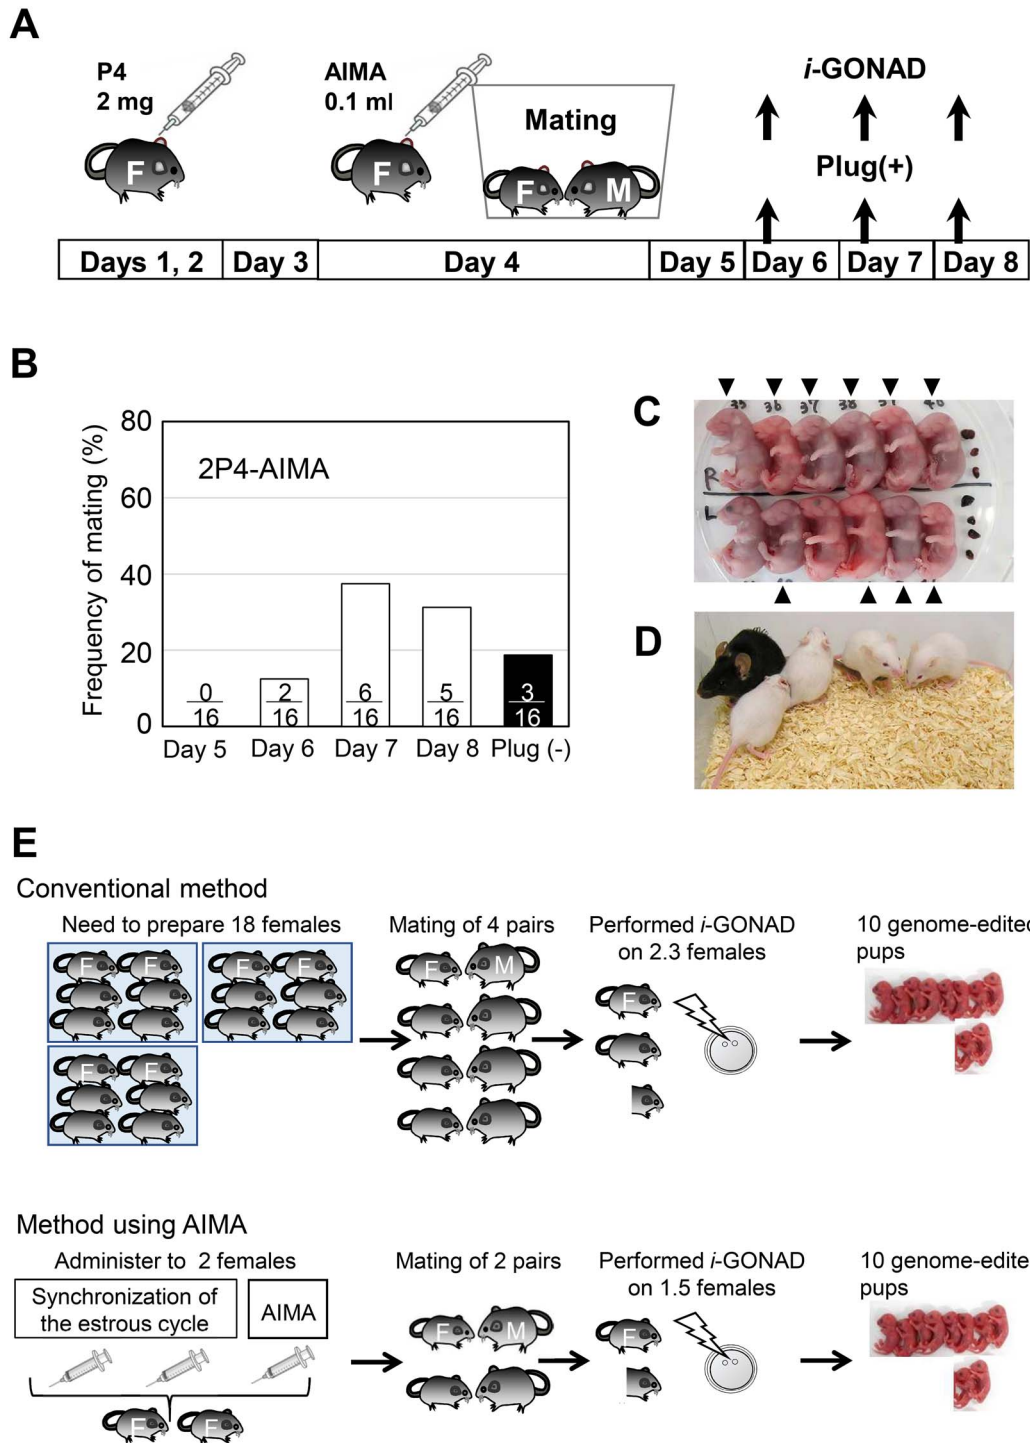 A
P4
2 mg
F
AIMA
0.1 ml
F
Mating
F
M
i-GONAD
Plug(+)
Days 1, 2
Day 3
Day 4
Day 5
Day 6
Day 7
Day 8
B
Frequency of mating (%)
80
60
40
20
0
2P4-AIMA
0
16
2
16
6
16
5
16
3
16
Day 5
Day 6
Day 7
Day 8
Plug (-)
C
36
37
38
R
L
D
E
Conventional method
Need to prepare 18 females
F
F
F
F
F
F
Mating of 4 pairs
F
M
Performed i-GONAD
on 2.3 females
F
10 genome-edited
pups
Method using AIMA
Administer to 2 females
Synchronization of
the estrous cycle
AIMA
F
F
Mating of 2 pairs
F
M
Performed i-GONAD
on 1.5 females
F
10 genome-edited
pups